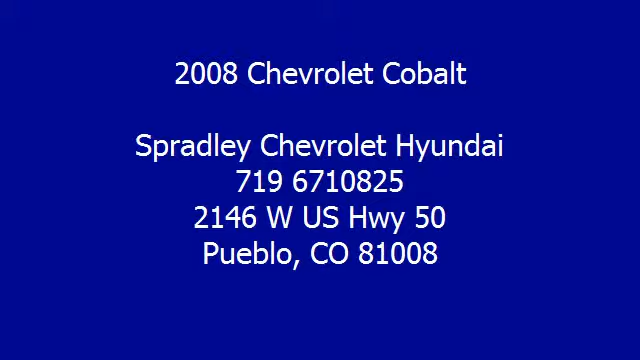 2008 Chevrolet Cobalt
Spradley Chevrolet Hyundai
719 6710825
2146 W US Hwy 50
Pueblo, CO 81008